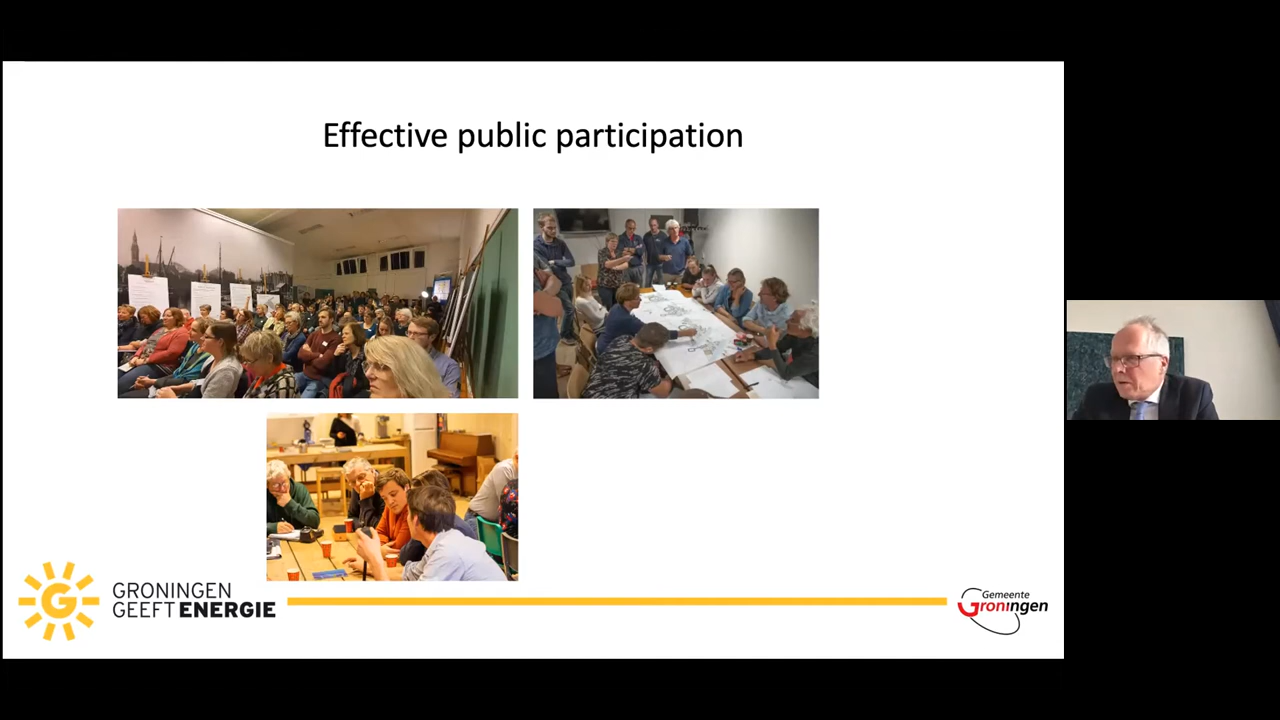 Effective public participation
GRONINGEN
GEEFT ENERGIE
Gemeente
Groningen